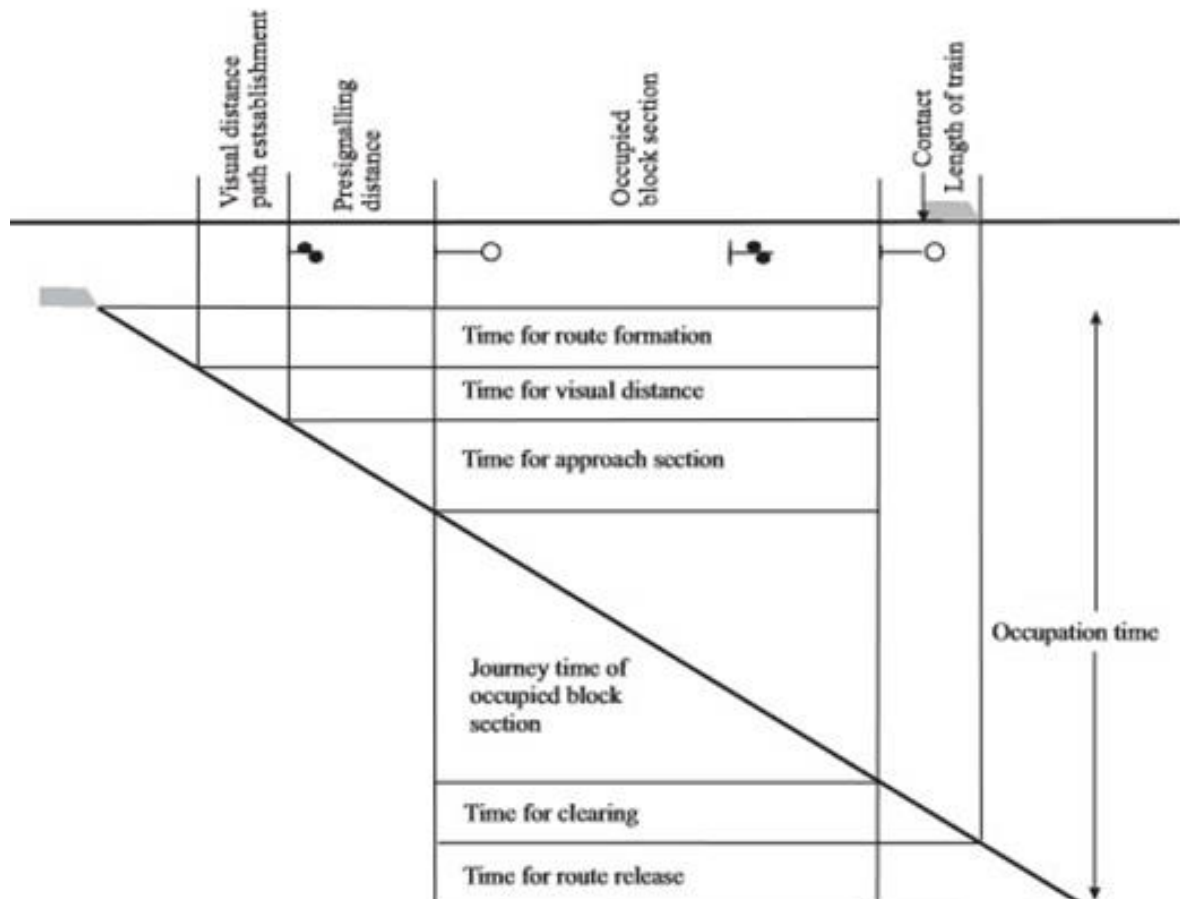 Visual distance
path estsablishment
Presignalling
distance
Occupied
block section
Contact
Length of train
Time for route formation
Time for visual distance
Time for approach section
Occupation time
Journey time of
occupied block
section
Time for clearing
Time for route release